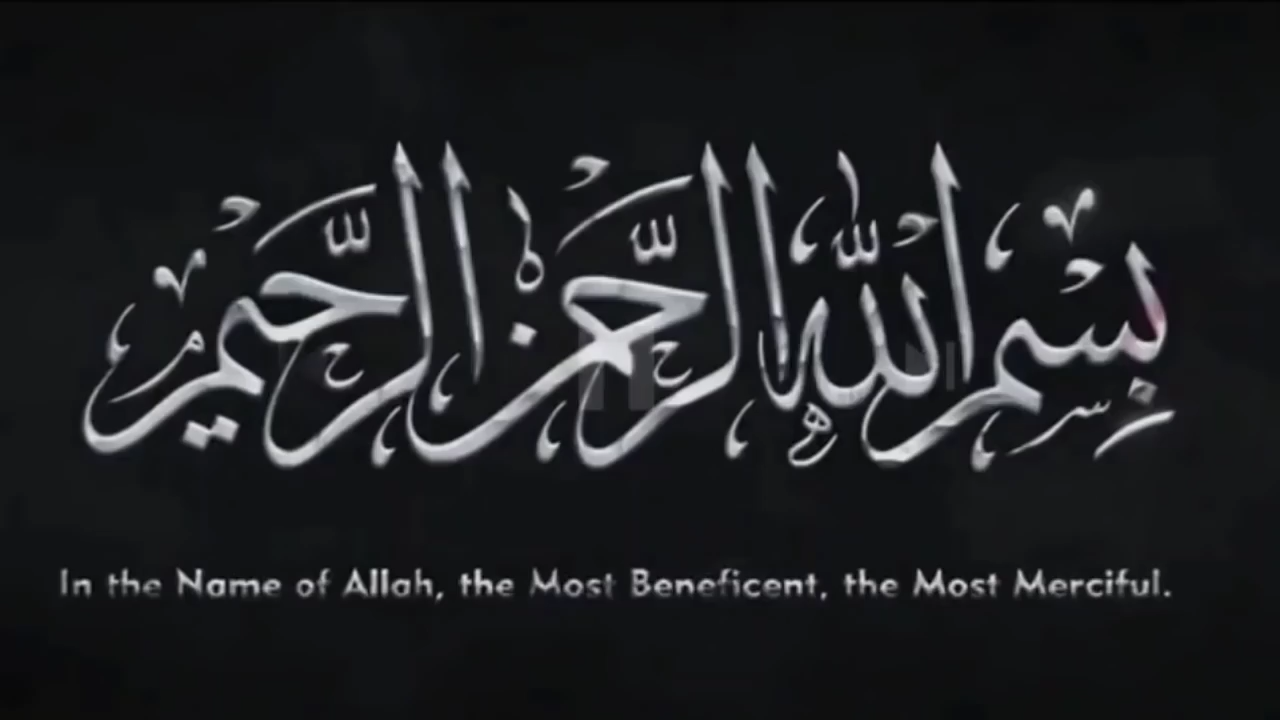 بسم الله الرحمن الرحيم
In the Name of Allah, the Most Beneficent, the Most Merciful.